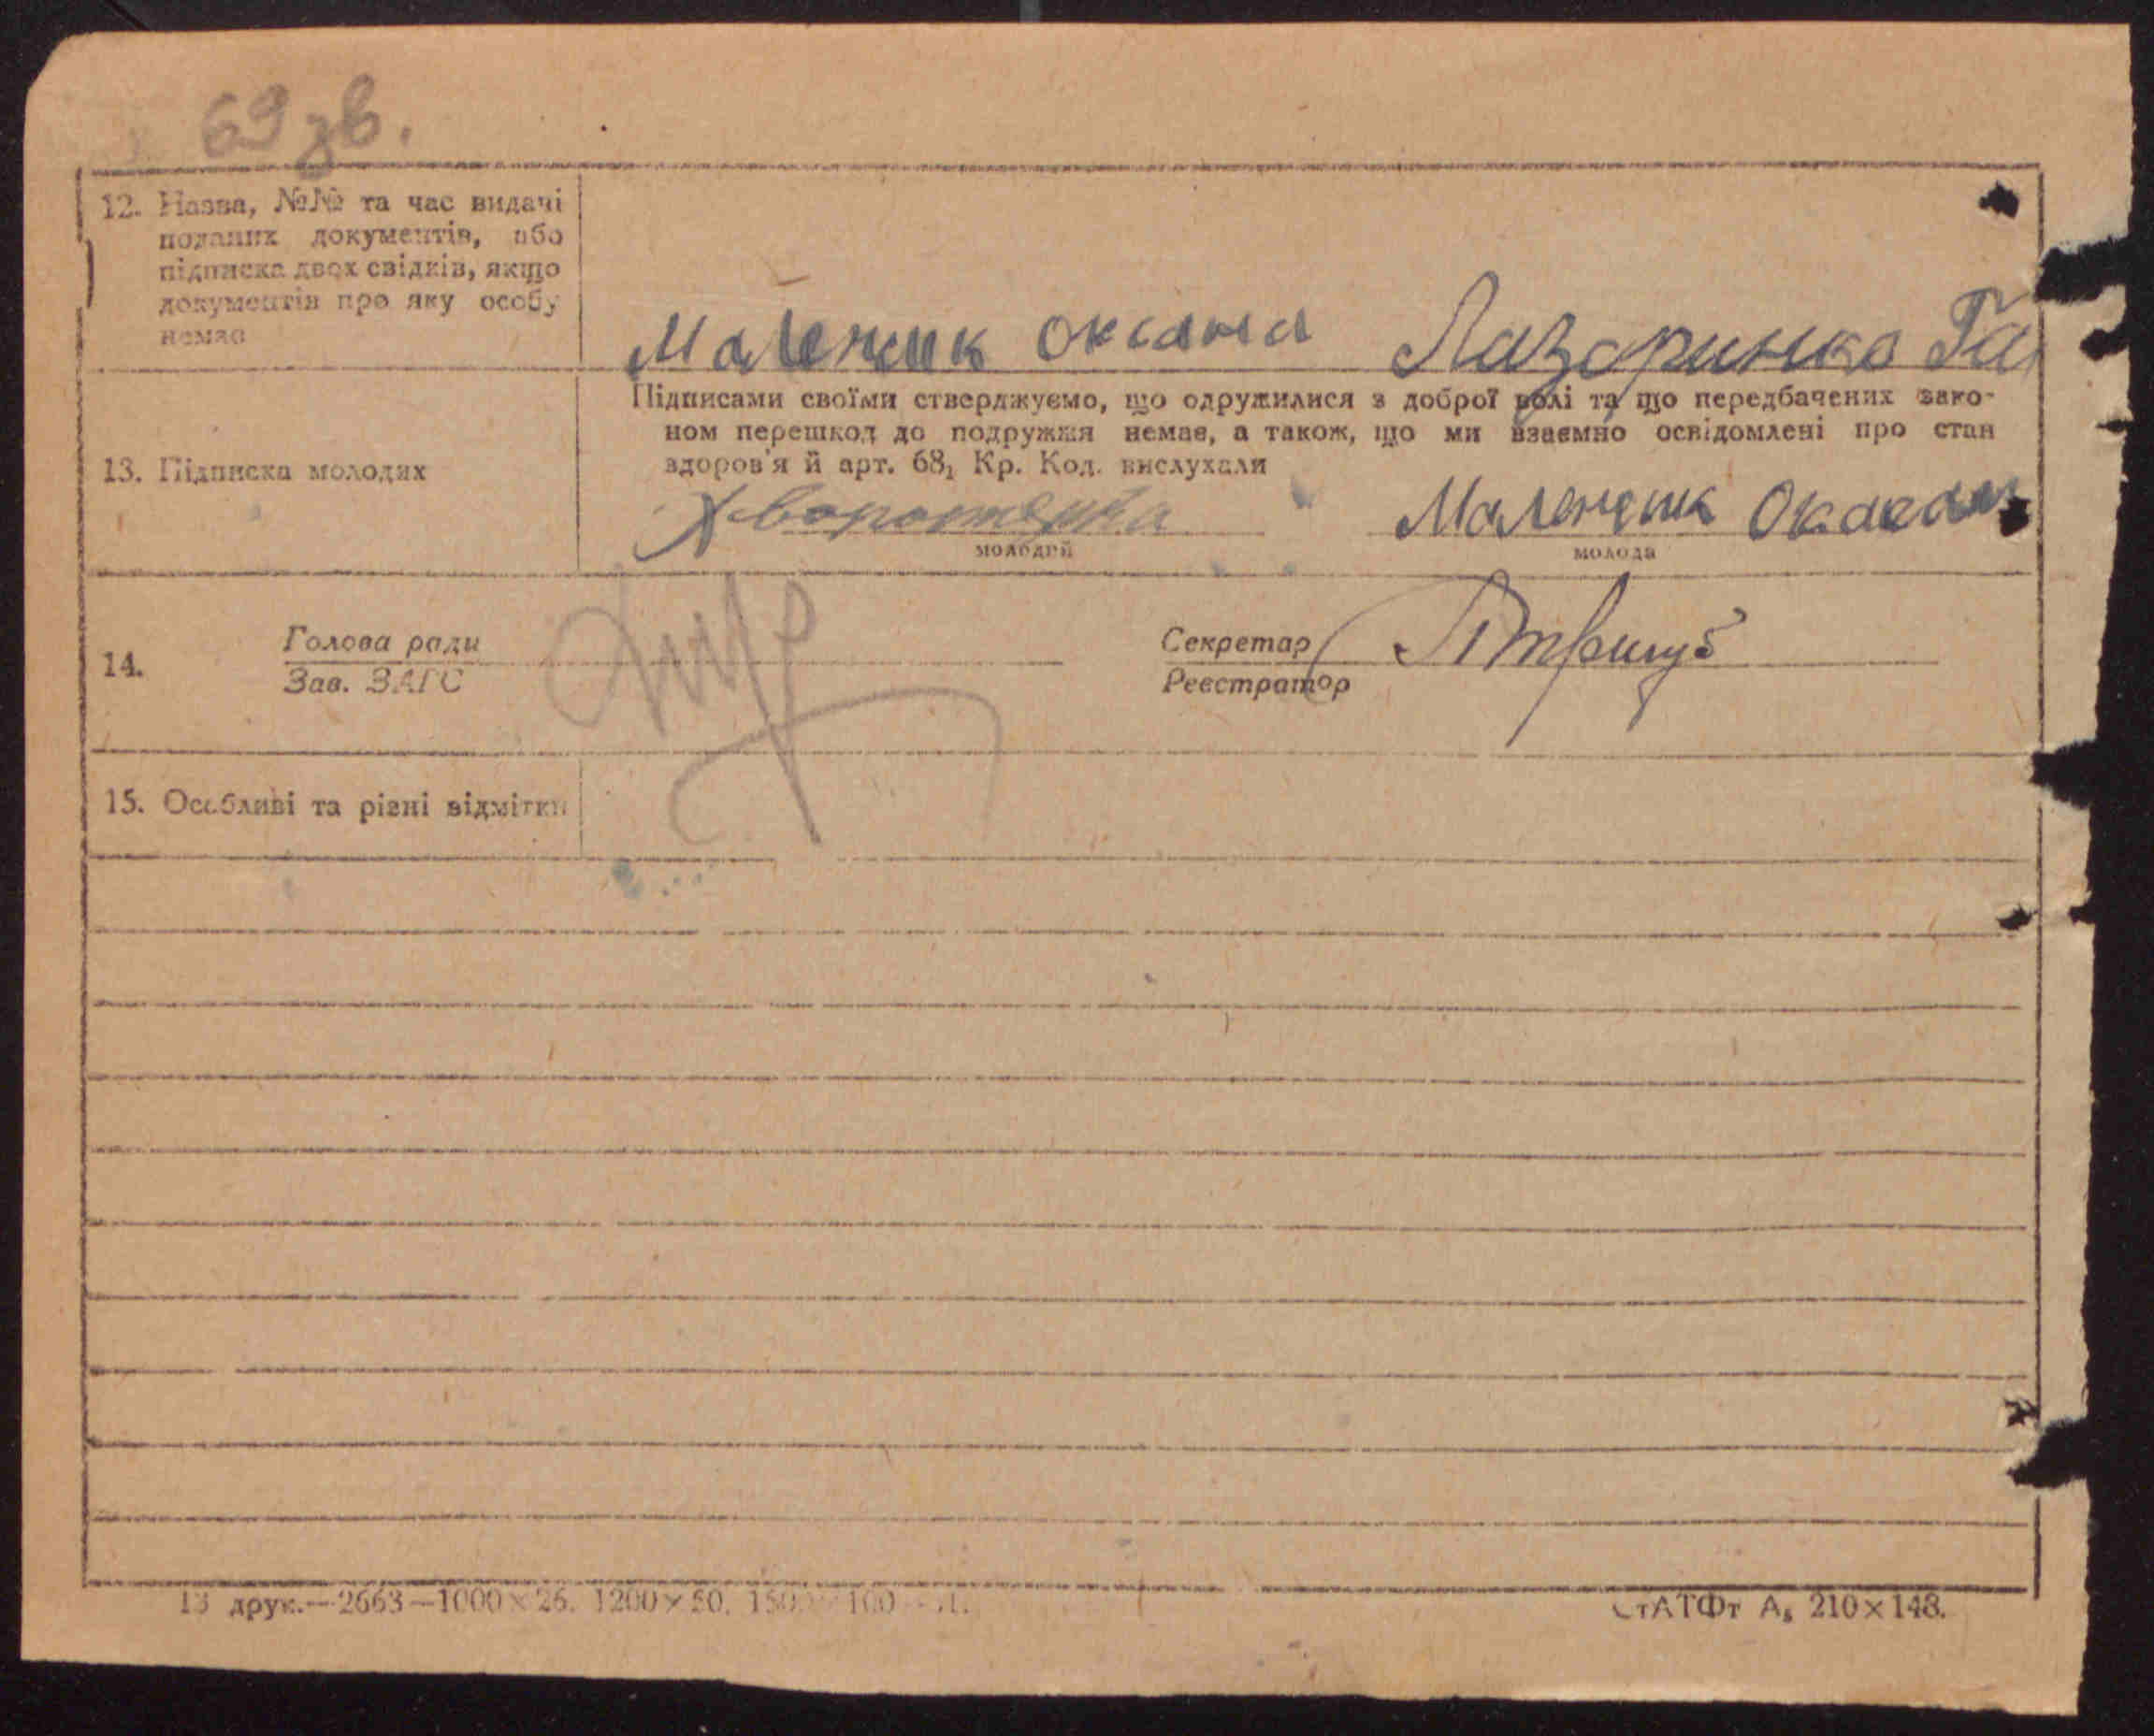 69 зв.
12. Назва, №№ та час видачі
поданих документів, або
підписка двох свідків, якщо
документів про яку особу
немає
Маленчик Оксана Лазоринко Га
Підписами своїми стверджуємо, що одружилися з доброї волі та що передбачених зако-
ном перешкод до подружжя немає, а також, що ми взаємно освідомлені про стан
здоров'я й арт. 68₁ Кр. Код. вислухали
13. Підписка молодих
Маленчик Оксана
молодий молода
14.
Голова ради Секретар
Зав. ЗАГС Реєстратор
15. Особливі та різні відмітки
13 друк.—2663—1000×26. 1200×50.
СтАТФт А₅ 210×148.